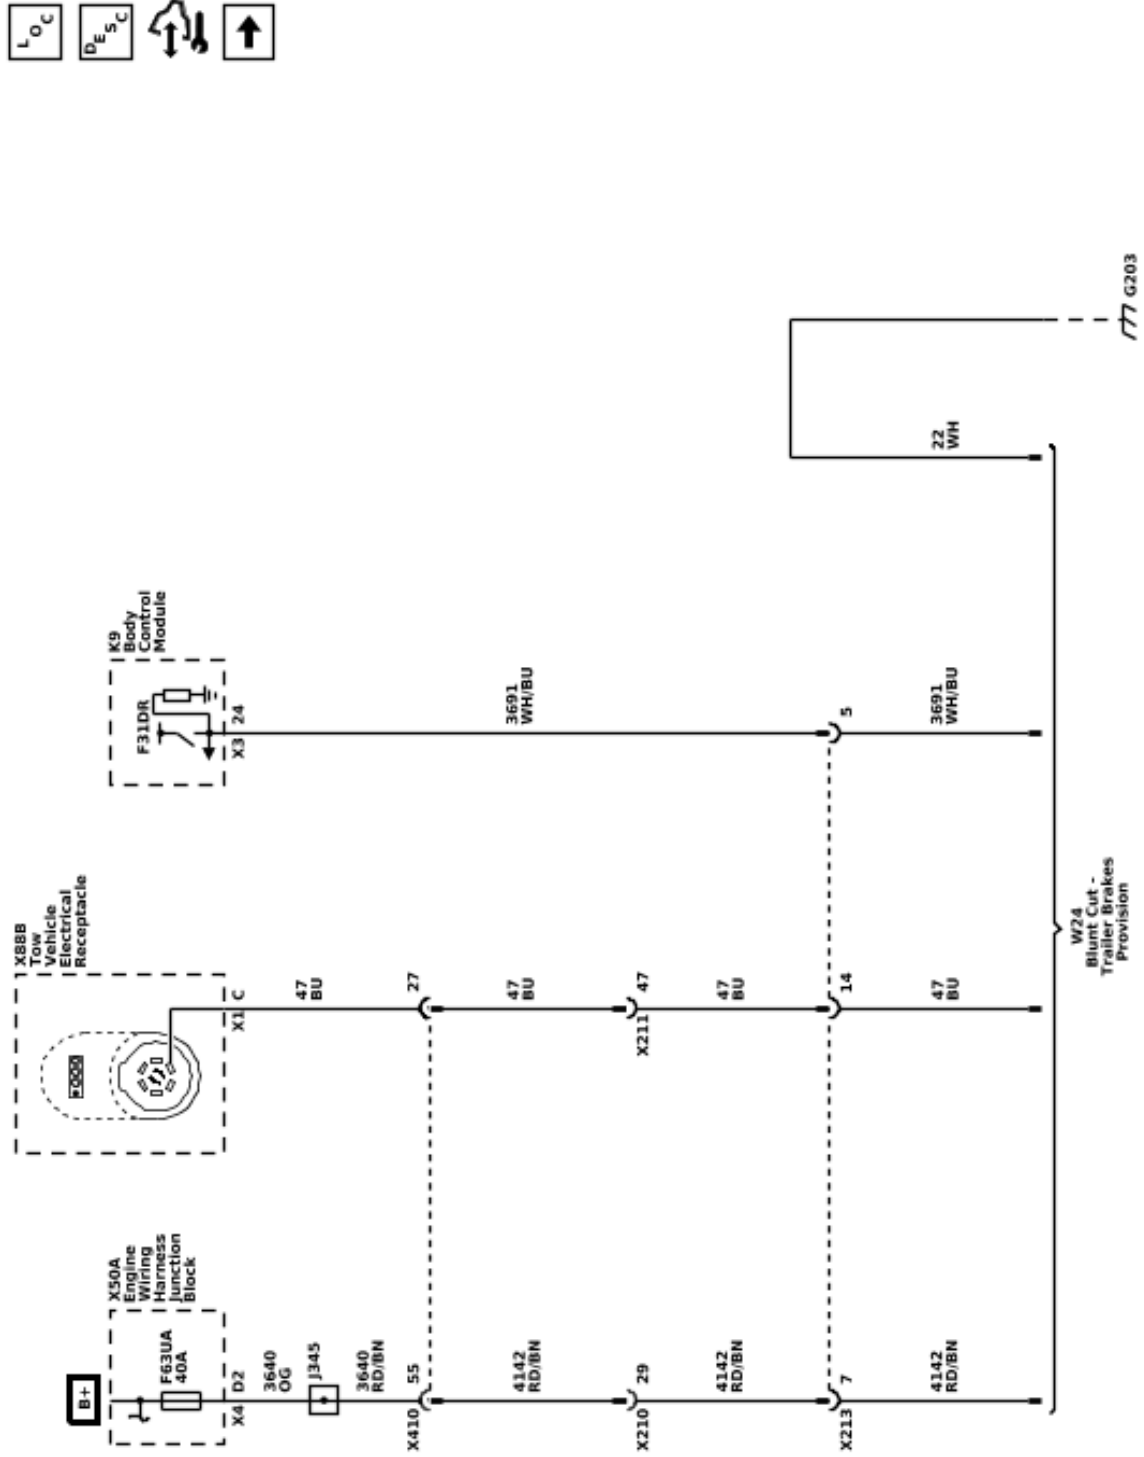 LOC
DESC
B+
X50A
Engine
Wiring
Harness
Junction
Block
F63UA
40A
X4 D2
3640
OG
J345
3640
RD/BN
X410 55
4142
RD/BN
X210 29
4142
RD/BN
X213 7
4142
RD/BN
X88B
Tow
Vehicle
Electrical
Receptacle
X1 C
47
BU
27
47
BU
X211 47
47
BU
14
47
BU
K9
Body
Control
Module
F31DR
X3 24
3691
WH/BU
5
3691
WH/BU
22
WH
G203
W24
Blunt Cut -
Trailer Brakes
Provision